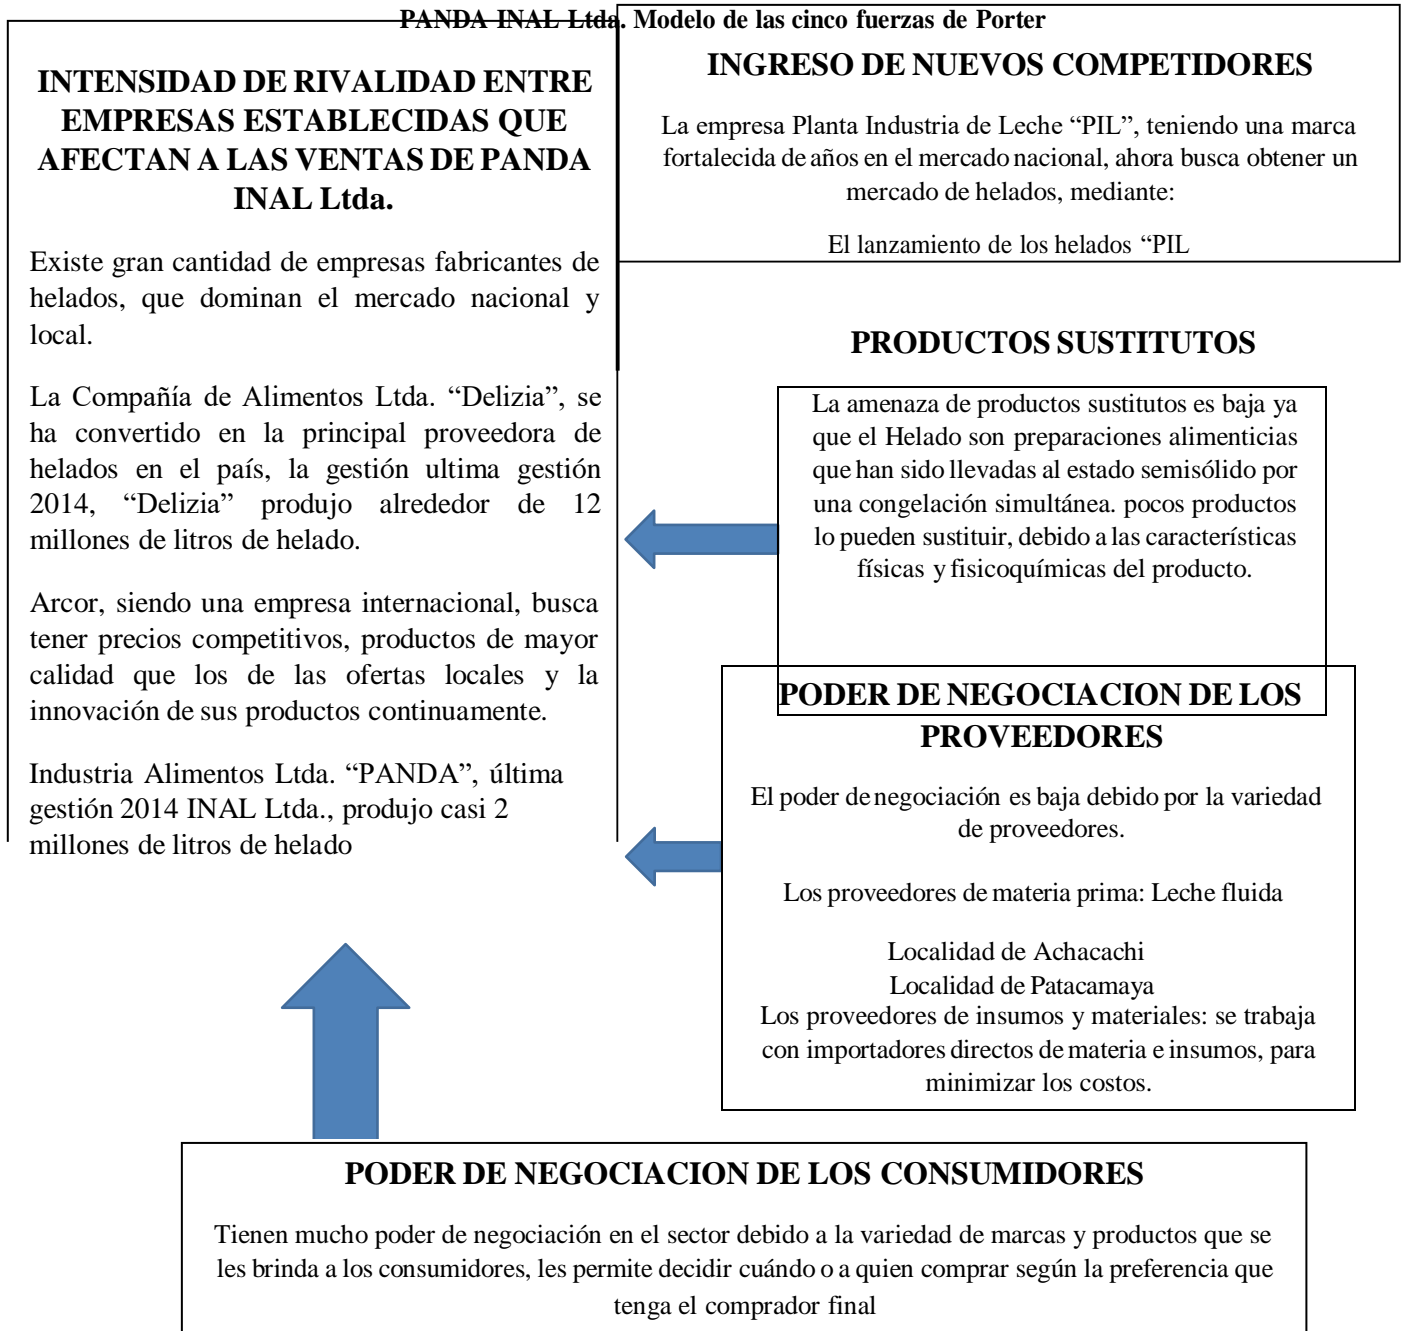 PANDA INAL Ltda. Modelo de las cinco fuerzas de Porter
INTENSIDAD DE RIVALIDAD ENTRE
EMPRESAS ESTABLECIDAS QUE
AFECTAN A LAS VENTAS DE PANDA
INAL Ltda.
Existe gran cantidad de empresas fabricantes de
helados, que dominan el mercado nacional y
local.
La Compañía de Alimentos Ltda. “Delizia”, se
ha convertido en la principal proveedora de
helados en el país, la gestión ultima gestión
2014, “Delizia” produjo alrededor de 12
millones de litros de helado.
Arcor, siendo una empresa internacional, busca
tener precios competitivos, productos de mayor
calidad que los de las ofertas locales y la
innovación de sus productos continuamente.
Industria Alimentos Ltda. “PANDA”, última
gestión 2014 INAL Ltda., produjo casi 2
millones de litros de helado
INGRESO DE NUEVOS COMPETIDORES
La empresa Planta Industria de Leche “PIL”, teniendo una marca
fortalecida de años en el mercado nacional, ahora busca obtener un
mercado de helados, mediante:
El lanzamiento de los helados “PIL
PRODUCTOS SUSTITUTOS
La amenaza de productos sustitutos es baja ya
que el Helado son preparaciones alimenticias
que han sido llevadas al estado semisólido por
una congelación simultánea. pocos productos
lo pueden sustituir, debido a las características
físicas y fisicoquímicas del producto.
PODER DE NEGOCIACION DE LOS
PROVEEDORES
El poder de negociación es baja debido por la variedad
de proveedores.
Los proveedores de materia prima: Leche fluida
Localidad de Achacachi
Localidad de Patacamaya
Los proveedores de insumos y materiales: se trabaja
con importadores directos de materia e insumos, para
minimizar los costos.
PODER DE NEGOCIACION DE LOS CONSUMIDORES
Tienen mucho poder de negociación en el sector debido a la variedad de marcas y productos que se
les brinda a los consumidores, les permite decidir cuándo o a quien comprar según la preferencia que
tenga el comprador final